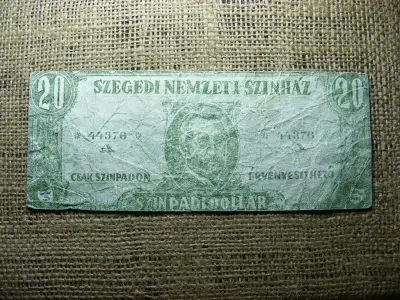 SZEGEDI NEMZETI SZINHÁZ
20 20
* 44376 * * 44376
CSAK SZINPADON ÉRVÉNYESITHETŐ
SZINPADI DOLLÁR